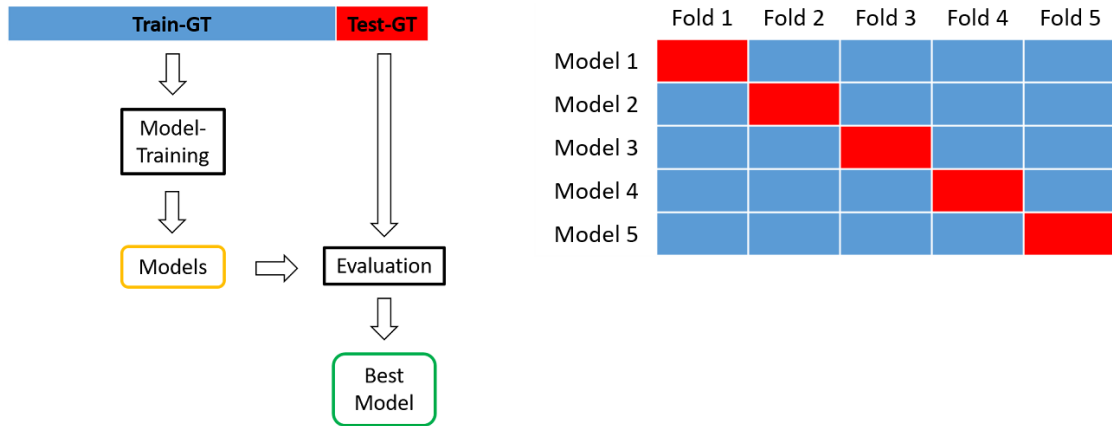 Train-GT
Test-GT
Model-
Training
Models
Evaluation
Best
Model
Fold 1 Fold 2 Fold 3 Fold 4 Fold 5
Model 1
Model 2
Model 3
Model 4
Model 5